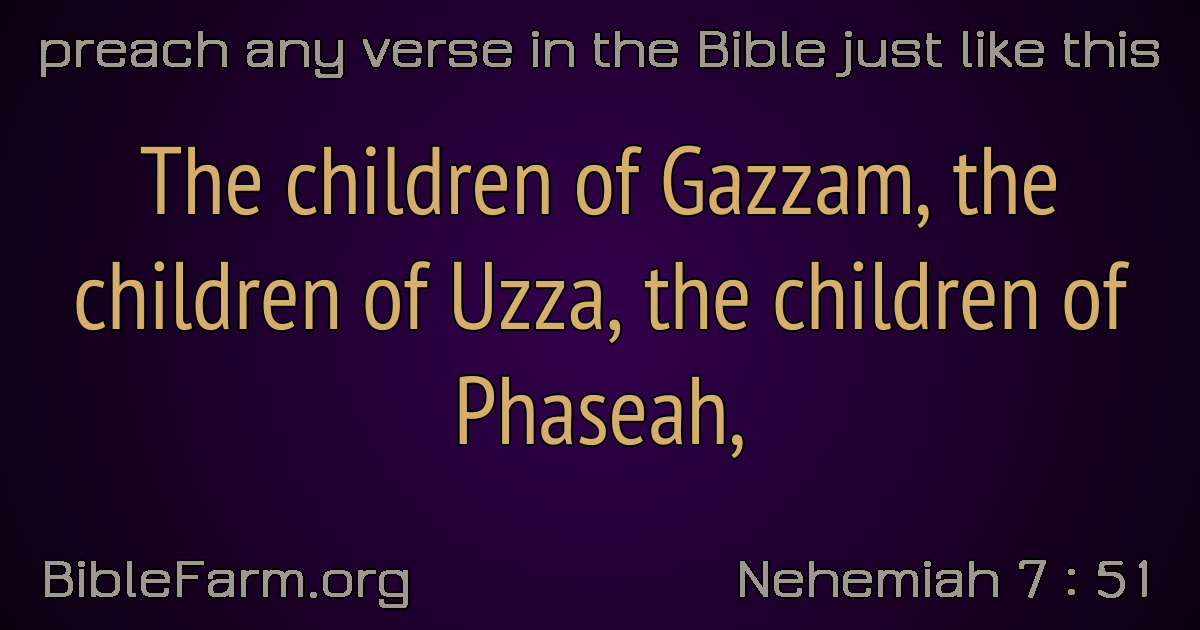 preach any verse in the Bible just like this
The children of Gazzam, the
children of Uzza, the children of
Phaseah,
BibleFarm.org
Nehemiah 7 : 51